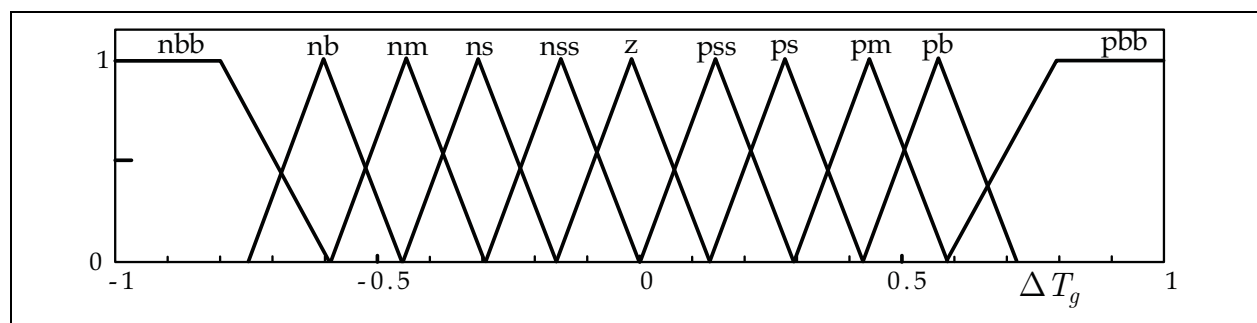 nbb nb nm ns nss z pss ps pm pb pbb
1
0
-1 -0.5 0 0.5 Δ T_g 1